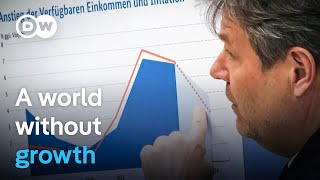 DW
Anstieg der Verfügbaren Einkommen und Inflation
A world
without
growth